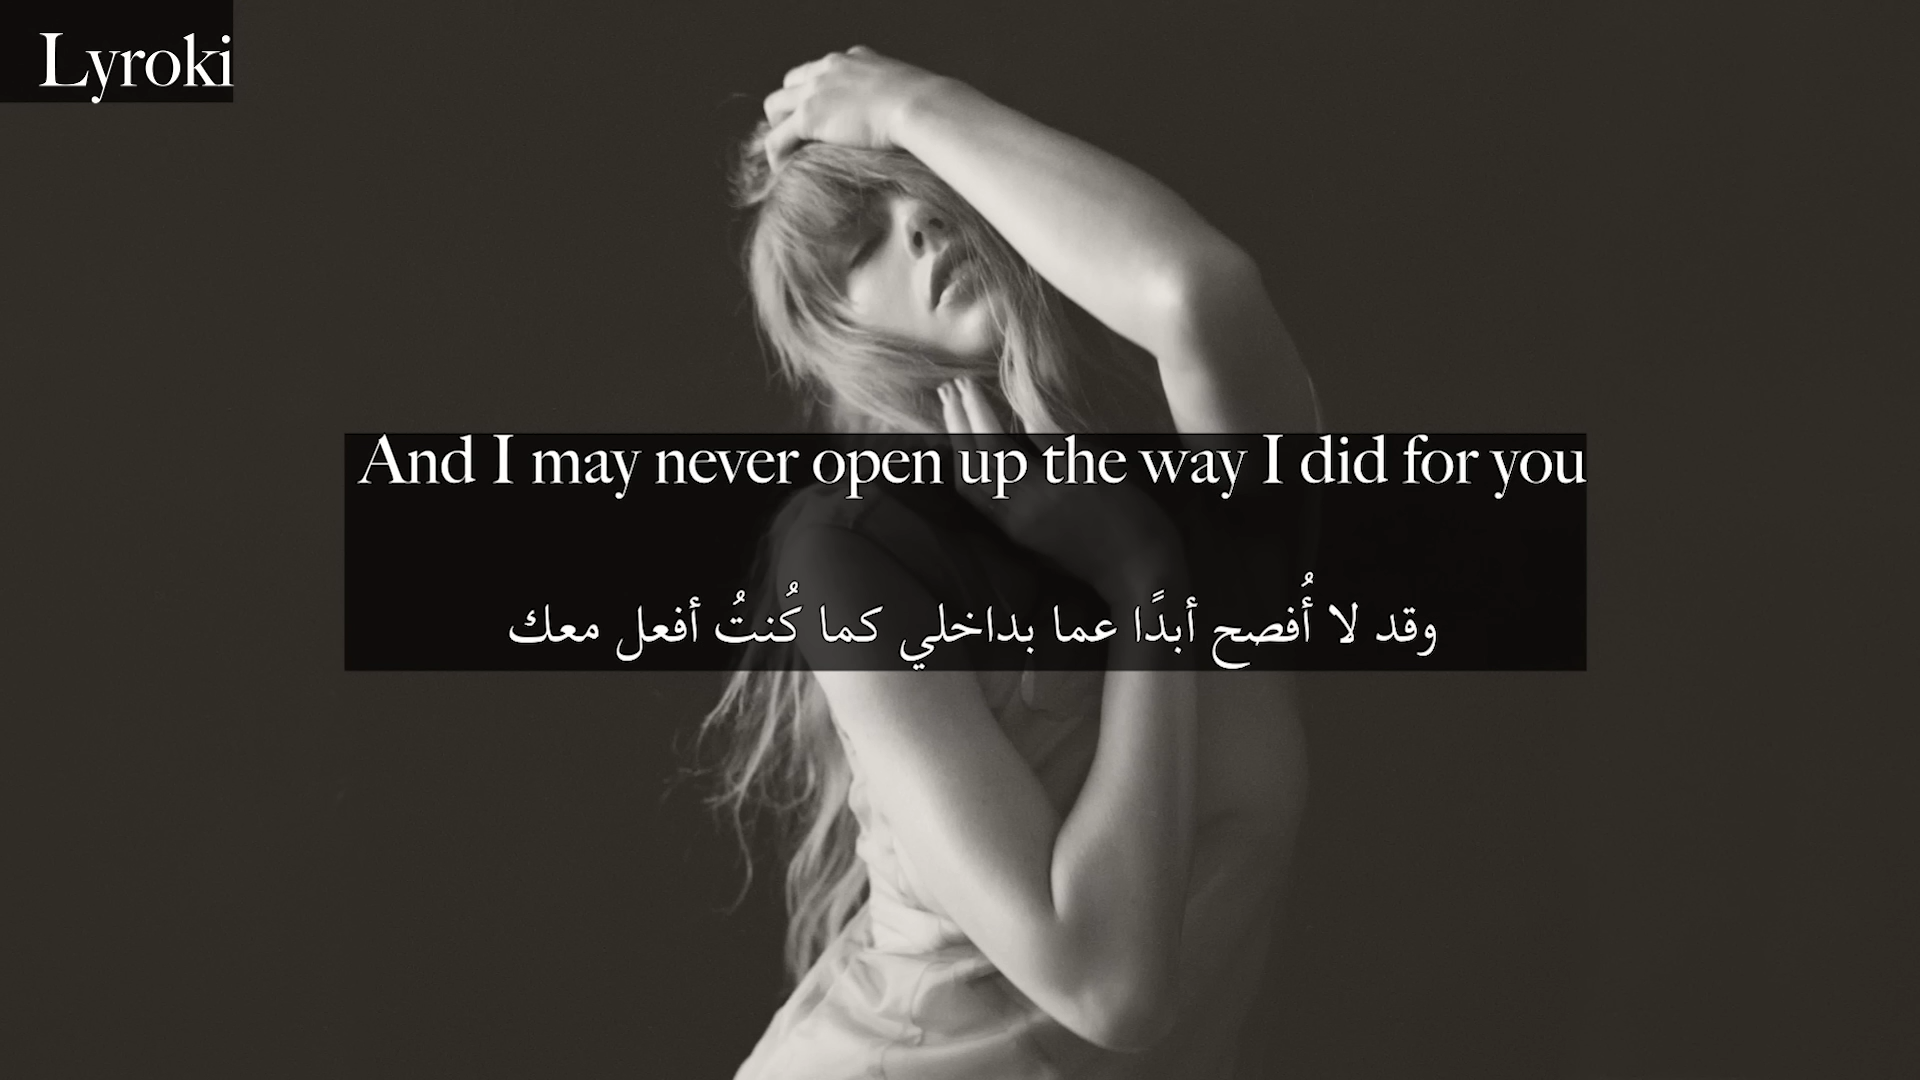 Lyroki
And I may never open up the way I did for you
وقد لا أُفصح أبدًا عما بداخلي كما كُنتُ أفعل معك